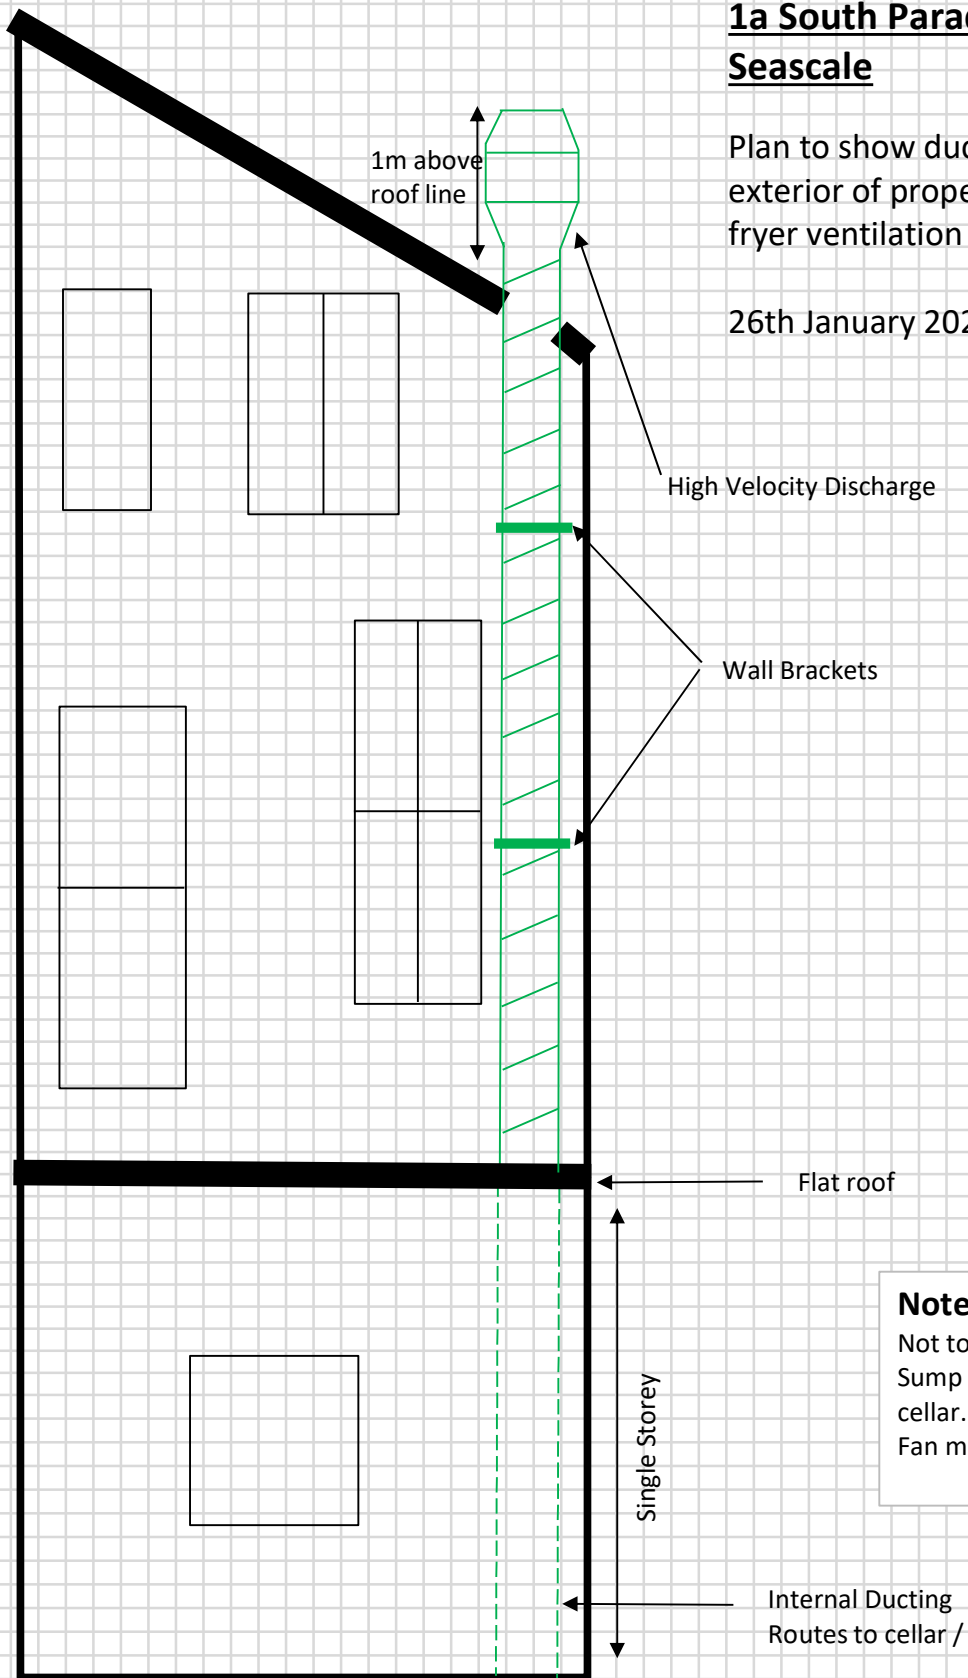 1a South Parad
Seascale
Plan to show duc
exterior of prope
fryer ventilation
26th January 202
1m above
roof line
High Velocity Discharge
Wall Brackets
Flat roof
Note
Not to
Sump
cellar.
Fan m
Single Storey
Internal Ducting
Routes to cellar /